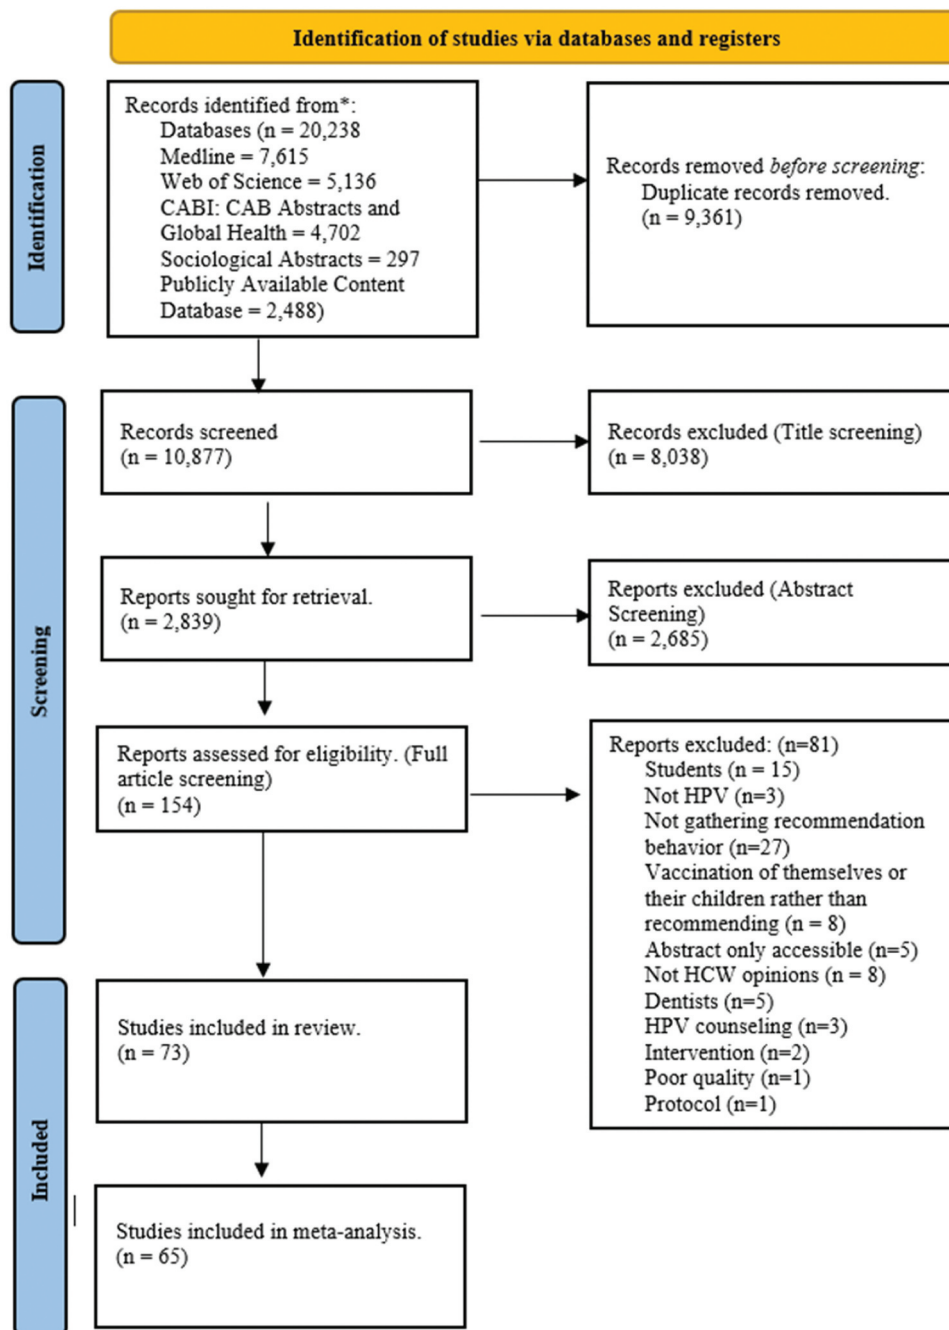 Identification of studies via databases and registers
Identification
Records identified from*:
Databases (n = 20,238
Medline = 7,615
Web of Science = 5,136
CABI: CAB Abstracts and
Global Health = 4,702
Sociological Abstracts = 297
Publicly Available Content
Database = 2,488)
Records removed before screening:
Duplicate records removed.
(n = 9,361)
Screening
Records screened
(n = 10,877)
Records excluded (Title screening)
(n = 8,038)
Reports sought for retrieval.
(n = 2,839)
Reports excluded (Abstract
Screening)
(n = 2,685)
Reports assessed for eligibility. (Full
article screening)
(n = 154)
Reports excluded: (n=81)
Students (n = 15)
Not HPV (n=3)
Not gathering recommendation
behavior (n=27)
Vaccination of themselves or
their children rather than
recommending (n = 8)
Abstract only accessible (n=5)
Not HCW opinions (n = 8)
Dentists (n=5)
HPV counseling (n=3)
Intervention (n=2)
Poor quality (n=1)
Protocol (n=1)
Included
Studies included in review.
(n = 73)
Studies included in meta-analysis.
(n = 65)